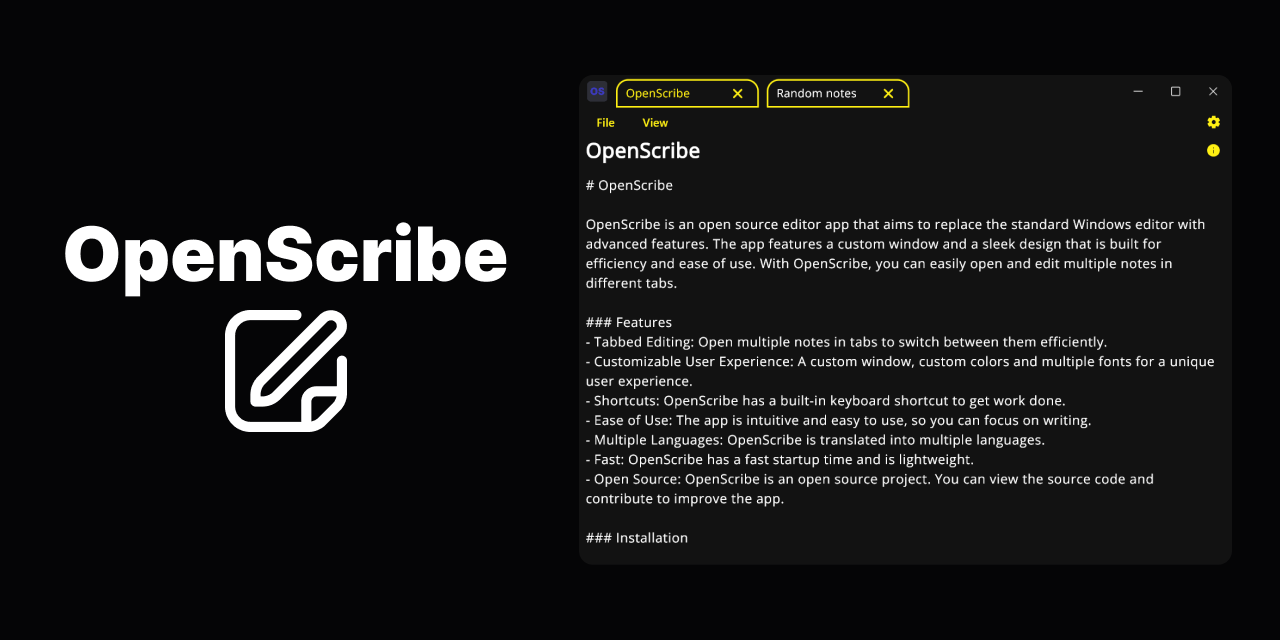 OpenScribe
OS
OpenScribe
Random notes
File
View
OpenScribe
# OpenScribe
OpenScribe is an open source editor app that aims to replace the standard Windows editor with
advanced features. The app features a custom window and a sleek design that is built for
efficiency and ease of use. With OpenScribe, you can easily open and edit multiple notes in
different tabs.
### Features
- Tabbed Editing: Open multiple notes in tabs to switch between them efficiently.
- Customizable User Experience: A custom window, custom colors and multiple fonts for a unique
user experience.
- Shortcuts: OpenScribe has a built-in keyboard shortcut to get work done.
- Ease of Use: The app is intuitive and easy to use, so you can focus on writing.
- Multiple Languages: OpenScribe is translated into multiple languages.
- Fast: OpenScribe has a fast startup time and is lightweight.
- Open Source: OpenScribe is an open source project. You can view the source code and
contribute to improve the app.
### Installation